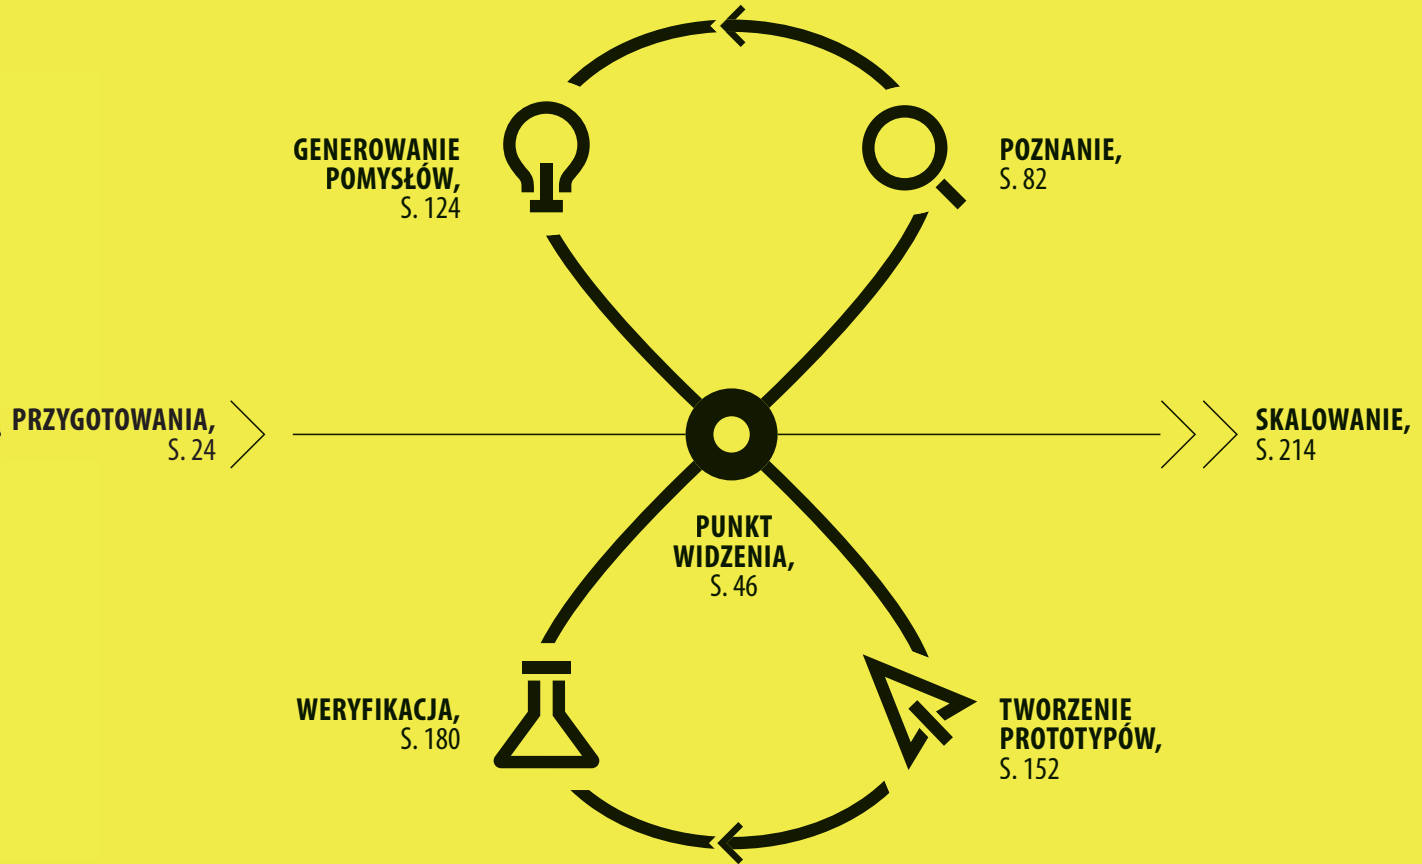 GENEROWANIE
POMYSŁÓW,
S. 124
POZNANIE,
S. 82
PRZYGOTOWANIA,
S. 24
SKALOWANIE,
S. 214
PUNKT
WIDZENIA,
S. 46
WERYFIKACJA,
S. 180
TWORZENIE
PROTOTYPÓW,
S. 152